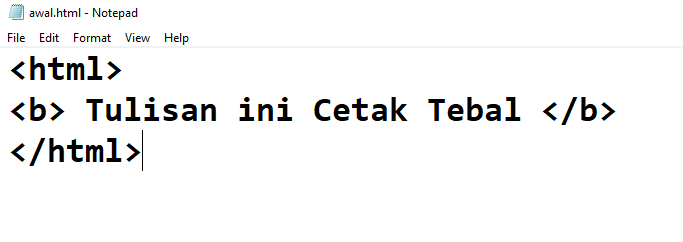 awal.html - Notepad
File Edit Format View Help
<html>
<b> Tulisan ini Cetak Tebal </b>
</html>